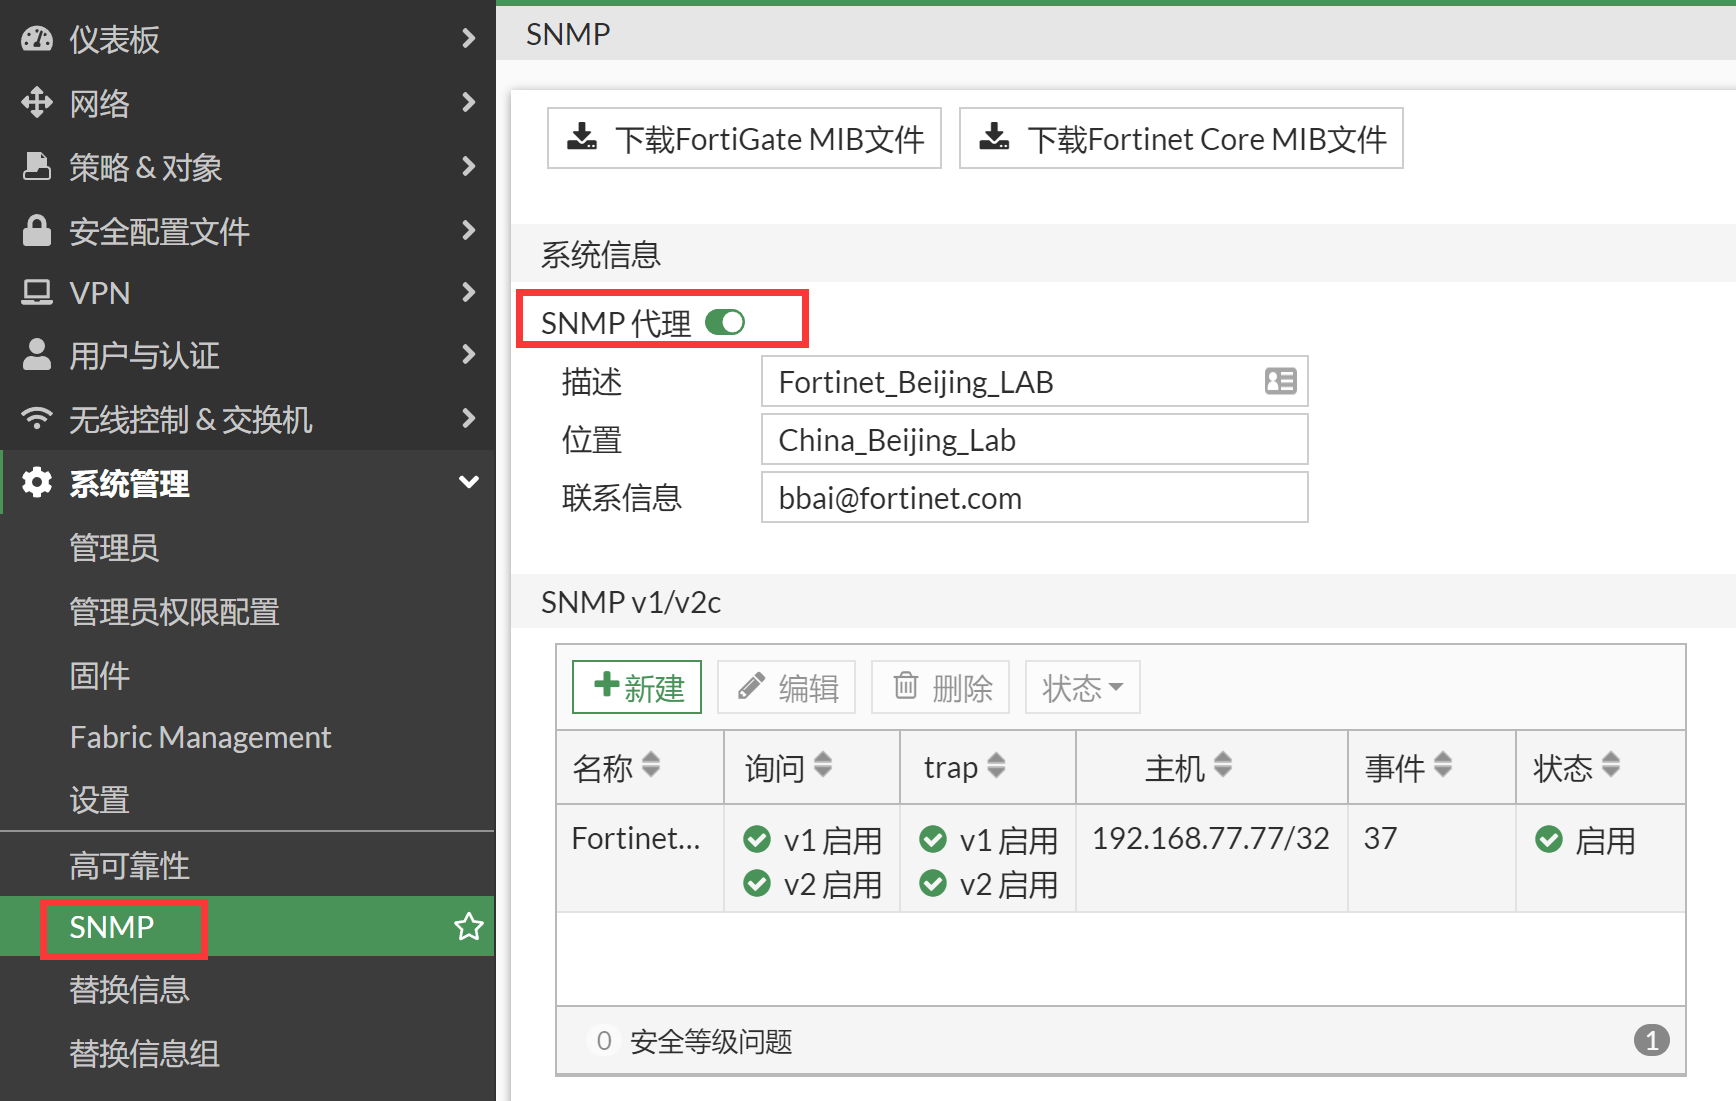 仪表板
网络
策略 & 对象
安全配置文件
VPN
用户与认证
无线控制 & 交换机
系统管理
管理员
管理员权限配置
固件
Fabric Management
设置
高可靠性
SNMP
替换信息
替换信息组
SNMP
下载FortiGate MIB文件 下载Fortinet Core MIB文件
系统信息
SNMP 代理
描述 Fortinet_Beijing_LAB
位置 China_Beijing_Lab
联系信息 bbai@fortinet.com
SNMP v1/v2c
新建 编辑 删除 状态
名称 询问 trap 主机 事件 状态
Fortinet... v1 启用 v1 启用 192.168.77.77/32 37 启用
v2 启用 v2 启用
0 安全等级问题 1